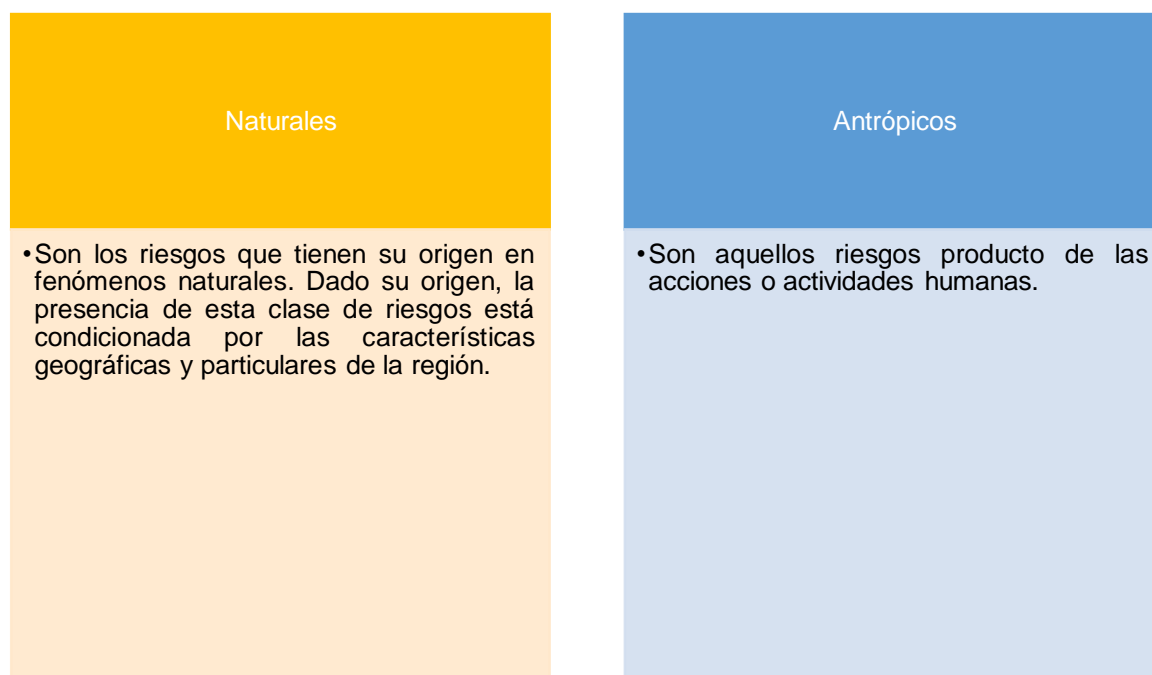 Naturales
•Son los riesgos que tienen su origen en
fenómenos naturales. Dado su origen, la
presencia de esta clase de riesgos está
condicionada por las características
geográficas y particulares de la región.
Antrópicos
•Son aquellos riesgos producto de las
acciones o actividades humanas.